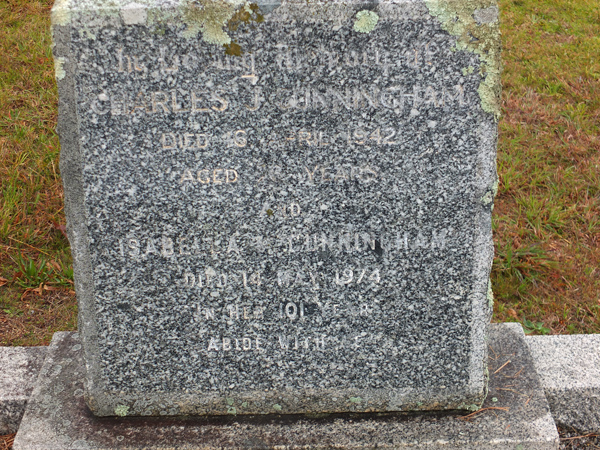 In Loving Memory of
CHARLES J. CUNNINGHAM
DIED APRIL 1942
AGED YEARS
AND
ISABELLA CUNNINGHAM
DIED 14 MAY 1974
IN HER 101 YEAR
ABIDE WITH ME